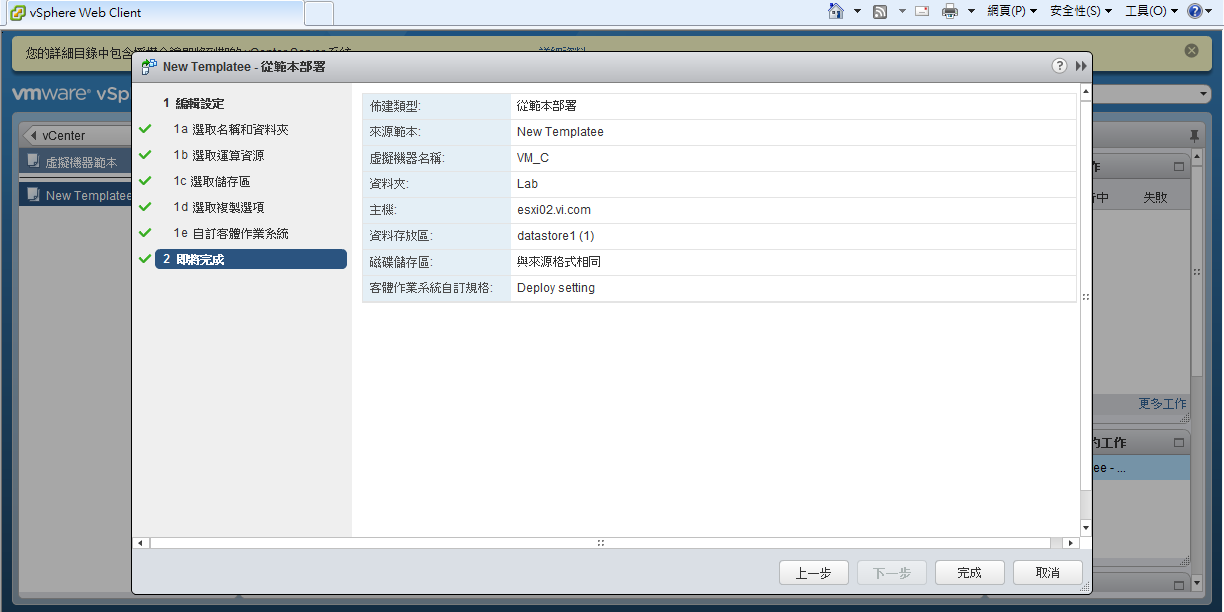 vSphere Web Client
網頁(P)
安全性(S)
工具(O)
您的詳細目錄中包含
vCenter Server 系統
詳細資料
New Templatee - 從範本部署
vmware® vSp
vCenter
虛擬機器範本
New Templatee
1 編輯設定
1a 選取名稱和資料夾
1b 選取運算資源
1c 選取儲存區
1d 選取複製選項
1e 自訂客體作業系統
2 即將完成
佈建類型: 從範本部署
來源範本: New Templatee
虛擬機器名稱: VM_C
資料夾: Lab
主機: esxi02.vi.com
資料存放區: datastore1 (1)
磁碟儲存區: 與來源格式相同
客體作業系統自訂規格: Deploy setting
作
中
失敗
更多工作
的工作
ee - ...
上一步
下一步
完成
取消